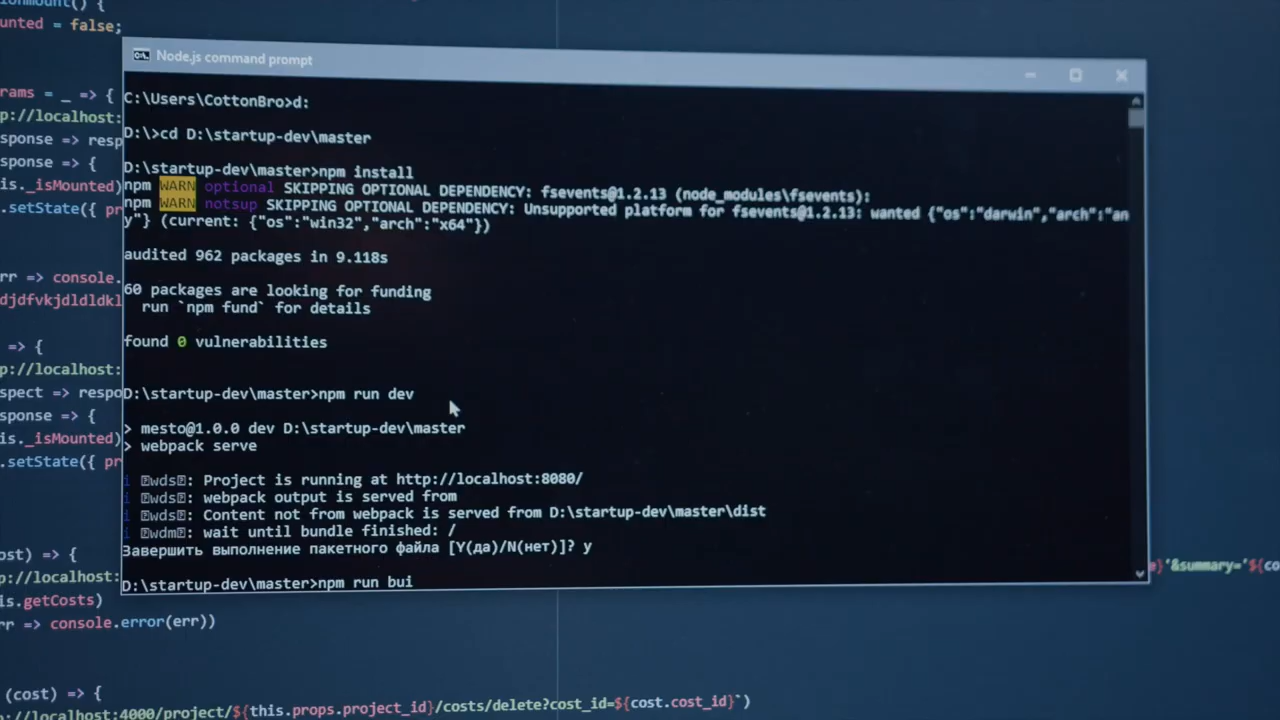 ionmount() {
unted = false;
Node.js command prompt
C:\Users\CottonBro>d:
D:\>cd D:\startup-dev\master
D:\startup-dev\master>npm install
npm WARN optional SKIPPING OPTIONAL DEPENDENCY: fsevents@1.2.13 (node_modules\fsevents):
npm WARN notsup SKIPPING OPTIONAL DEPENDENCY: Unsupported platform for fsevents@1.2.13: wanted {"os":"darwin","arch":"an
y"} (current: {"os":"win32","arch":"x64"})
audited 962 packages in 9.118s
60 packages are looking for funding
run `npm fund` for details
found 0 vulnerabilities
D:\startup-dev\master>npm run dev
> mesto@1.0.0 dev D:\startup-dev\master
> webpack serve
i ⍰wds⍰: Project is running at http://localhost:8080/
i ⍰wds⍰: webpack output is served from
i ⍰wds⍰: Content not from webpack is served from D:\startup-dev\master\dist
i ⍰wdm⍰: wait until bundle finished: /
Завершить выполнение пакетного файла [Y(да)/N(нет)]? y
D:\startup-dev\master>npm run bui
rams = _ => {
p://localhost:
sponse => resp
sponse => {
is._isMounted)
.setState({ pr
rr => console.
djdfvkjdldldkl
=> {
p://localhost:
spect => respo
sponse => {
is._isMounted)
.setState({ pr
ost) => {
p://localhost:
is.getCosts)
rr => console.error(err))
}'&summary='${co
(cost) => {
p://localhost:4000/project/${this.props.project_id}/costs/delete?cost_id=${cost.cost_id}`)